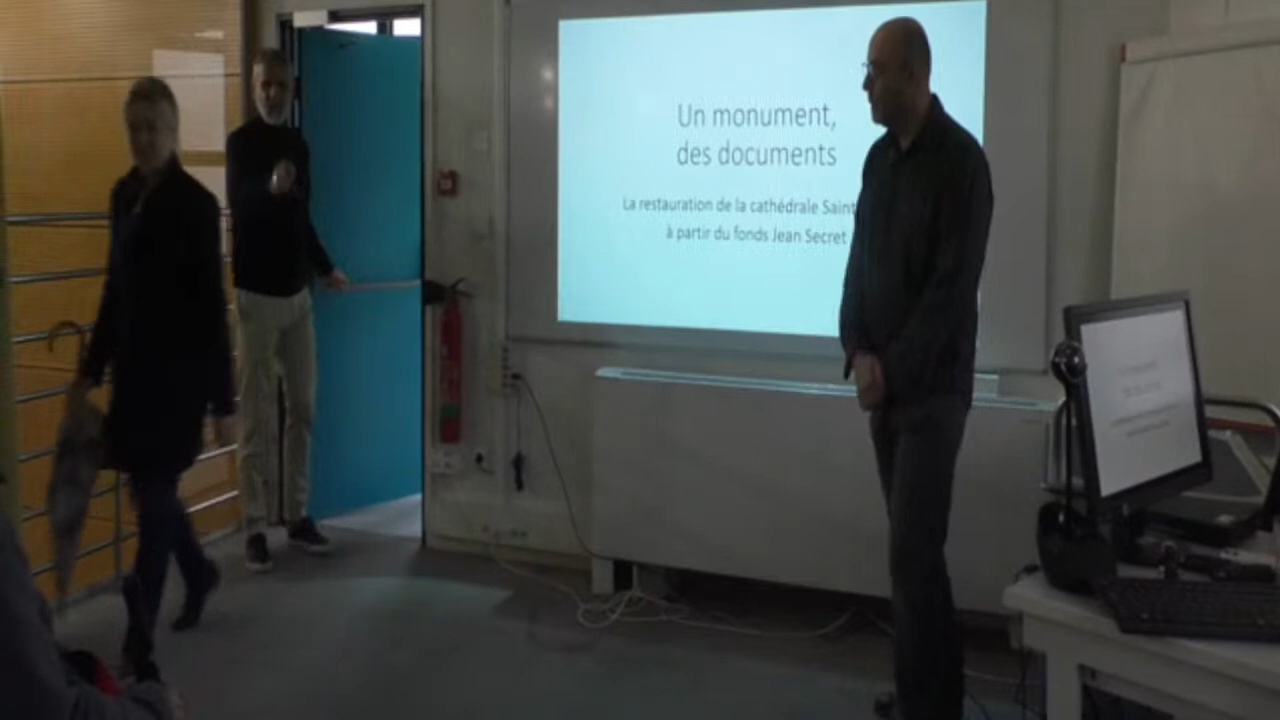 Un monument,
des documents
La restauration de la cathédrale Saint
à partir du fonds Jean Secret